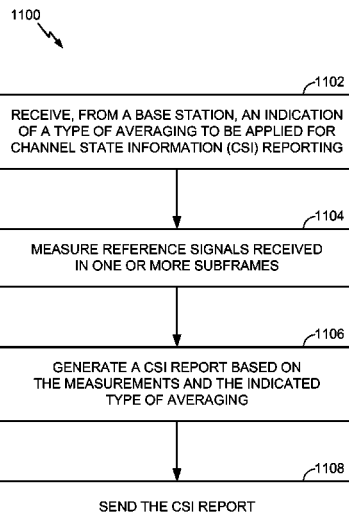 1100
1102
RECEIVE, FROM A BASE STATION, AN INDICATION
OF A TYPE OF AVERAGING TO BE APPLIED FOR
CHANNEL STATE INFORMATION (CSI) REPORTING
1104
MEASURE REFERENCE SIGNALS RECEIVED
IN ONE OR MORE SUBFRAMES
1106
GENERATE A CSI REPORT BASED ON
THE MEASUREMENTS AND THE INDICATED
TYPE OF AVERAGING
1108
SEND THE CSI REPORT